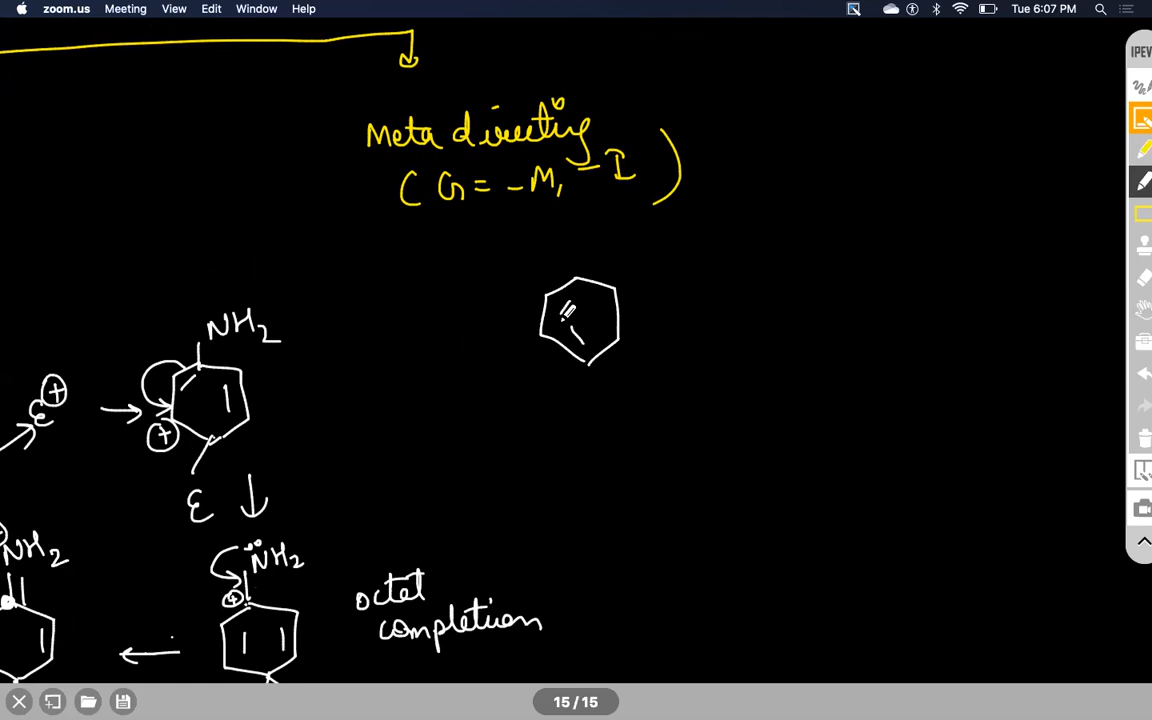 zoom.us Meeting View Edit Window Help Tue 6:07 PM
IPEV
Meta directing
(G = -M, -I)
NH2
E+
+
E
NH2
NH2
+
octet
completion
15 / 15